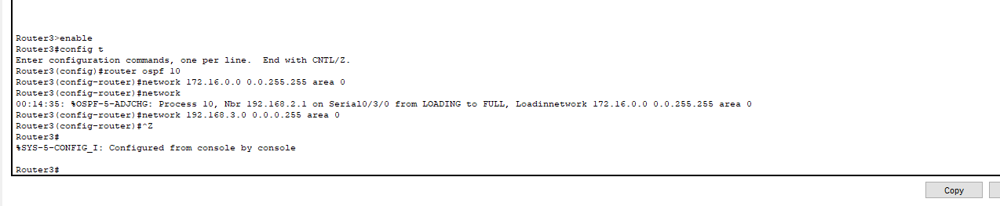 Router3>enable
Router3#config t
Enter configuration commands, one per line.  End with CNTL/Z.
Router3(config)#router ospf 10
Router3(config-router)#network 172.16.0.0 0.0.255.255 area 0
Router3(config-router)#network
00:14:35: %OSPF-5-ADJCHG: Process 10, Nbr 192.168.2.1 on Serial0/3/0 from LOADING to FULL, Loadinnetwork 172.16.0.0 0.0.255.255 area 0
Router3(config-router)#network 192.168.3.0 0.0.0.255 area 0
Router3(config-router)#^Z
Router3#
%SYS-5-CONFIG_I: Configured from console by console
Router3#
Copy